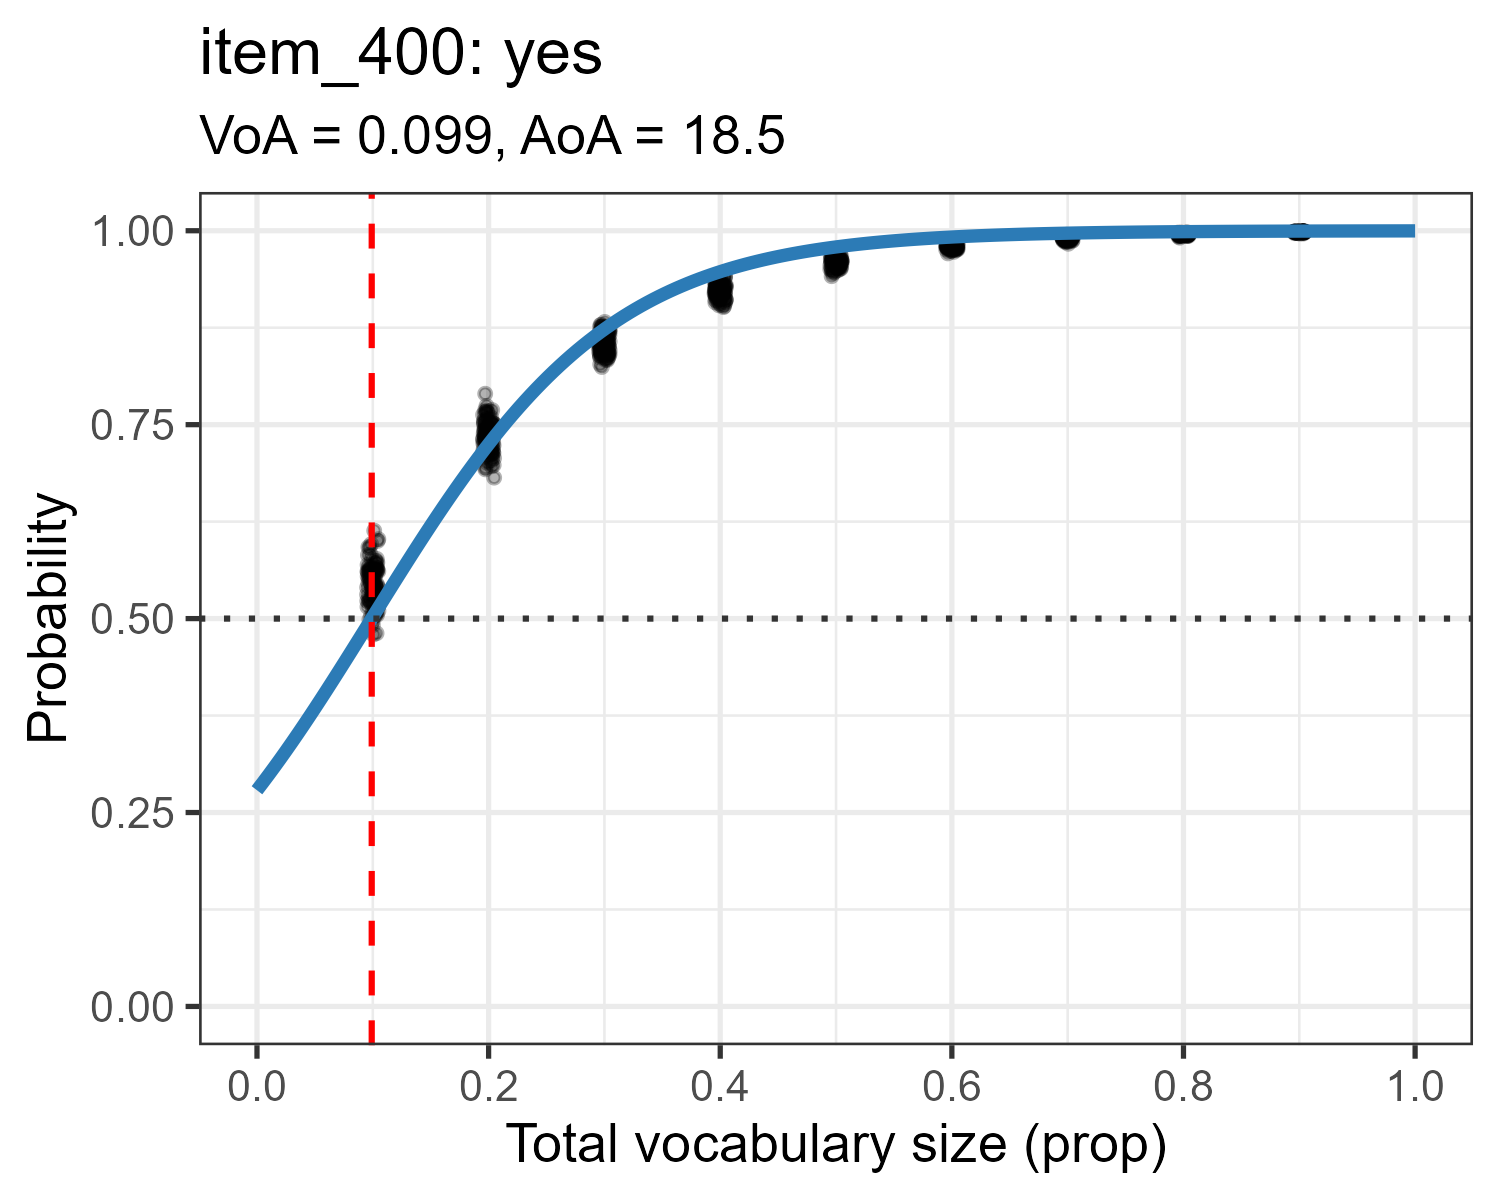 item_400: yes
VoA = 0.099, AoA = 18.5
1.00
0.75
0.50
0.25
0.00
Probability
0.0 0.2 0.4 0.6 0.8 1.0
Total vocabulary size (prop)